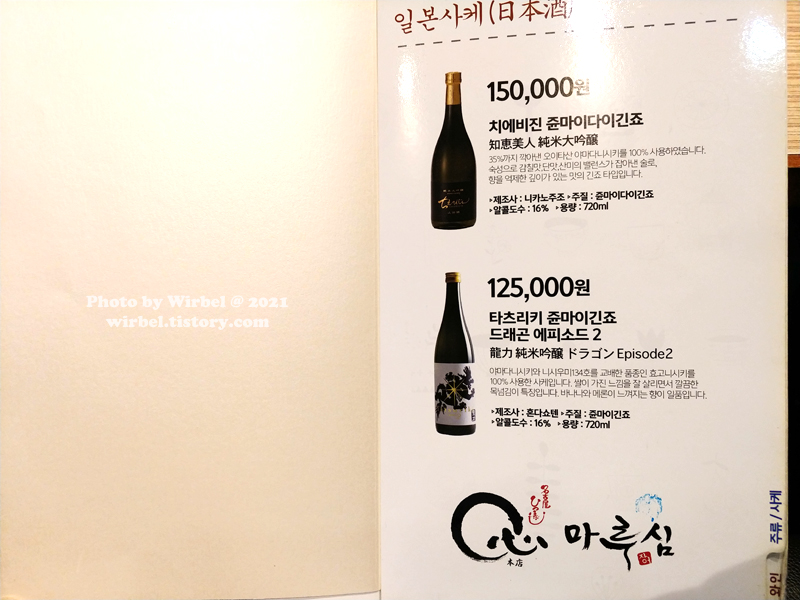 일본사케(日本酒)
150,000원
치에비진 쥰마이다이긴죠
知恵美人 純米大吟醸
35%까지 깍아낸 오이타산 야마다니시키를 100% 사용하였습니다.
숙성으로 감칠맛,단맛,산미의 밸런스가 잡아낸 술로,
향을 억제한 깊이가 있는 맛의 긴죠 타입입니다.
▸제조사 : 니카노주조 ▸주질 : 쥰마이다이긴죠
▸알콜도수 : 16% ▸용량 : 720ml
125,000원
타츠리키 쥰마이긴죠
드래곤 에피소드 2
龍力 純米吟醸 ドラゴン Episode2
야마다니시키와 니시우미134호를 교배한 품종인 효고니시키를
100% 사용한 사케입니다. 쌀이 가진 느낌을 잘 살리면서 깔끔한
목넘김이 특징입니다. 바나나와 메론이 느껴지는 향이 일품입니다.
▸제조사 : 혼다쇼텐 ▸주질 : 쥰마이긴죠
▸알콜도수 : 16% ▸용량 : 720ml
心
本店
마루심
주류 / 사케
와인
Photo by Wirbel @ 2021
wirbel.tistory.com